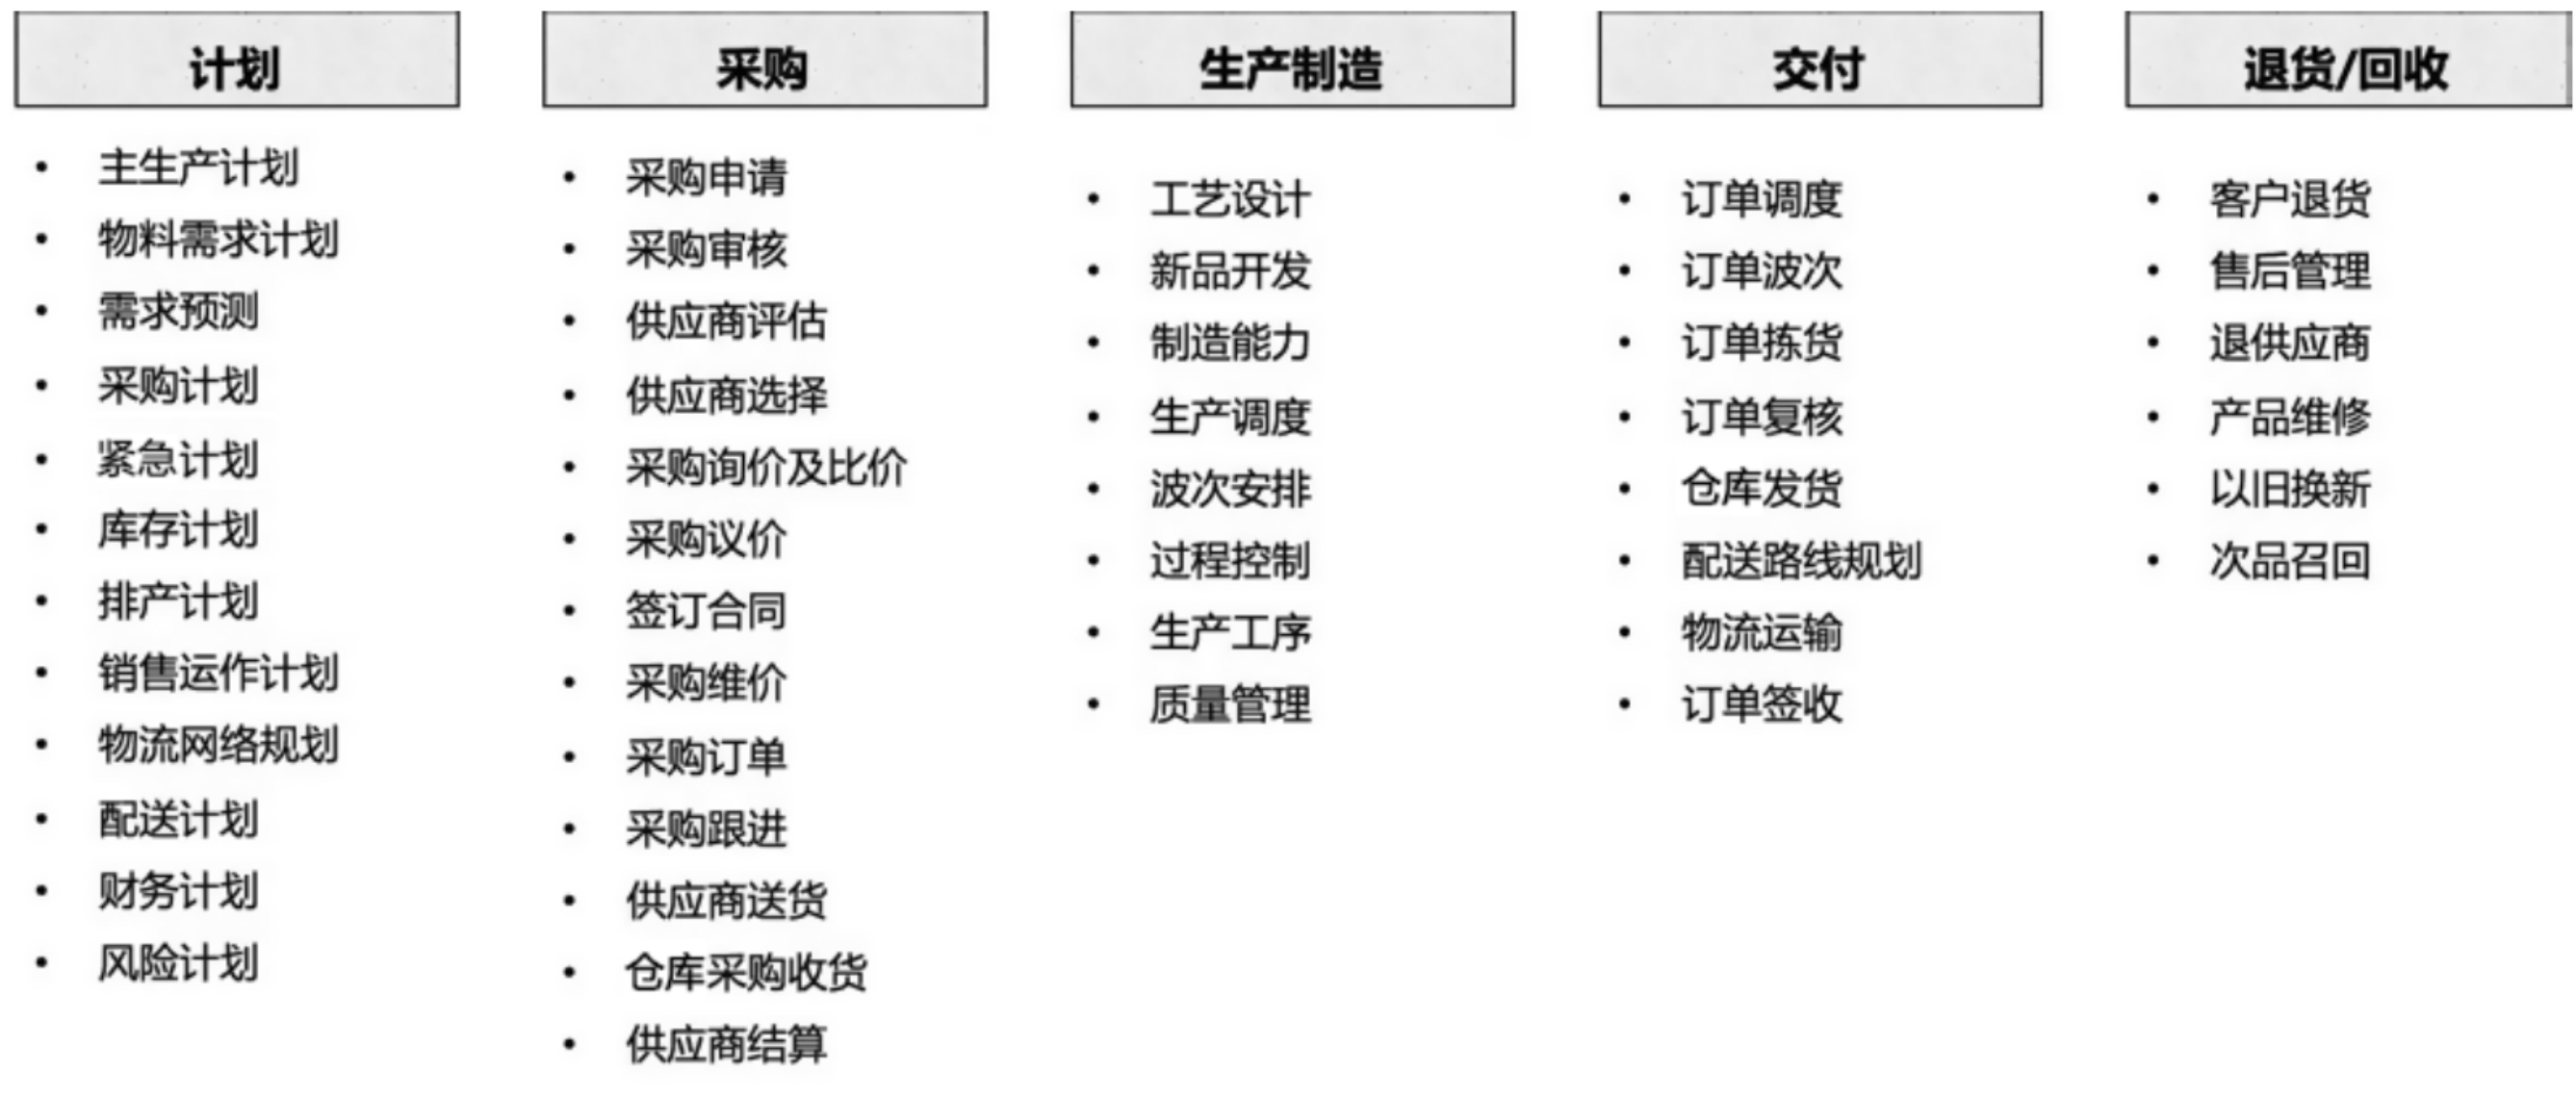 计划
• 主生产计划
• 物料需求计划
• 需求预测
• 采购计划
• 紧急计划
• 库存计划
• 排产计划
• 销售运作计划
• 物流网络规划
• 配送计划
• 财务计划
• 风险计划
采购
• 采购申请
• 采购审核
• 供应商评估
• 供应商选择
• 采购询价及比价
• 采购议价
• 签订合同
• 采购维价
• 采购订单
• 采购跟进
• 供应商送货
• 仓库采购收货
• 供应商结算
生产制造
• 工艺设计
• 新品开发
• 制造能力
• 生产调度
• 波次安排
• 过程控制
• 生产工序
• 质量管理
交付
• 订单调度
• 订单波次
• 订单拣货
• 订单复核
• 仓库发货
• 配送路线规划
• 物流运输
• 订单签收
退货/回收
• 客户退货
• 售后管理
• 退供应商
• 产品维修
• 以旧换新
• 次品召回